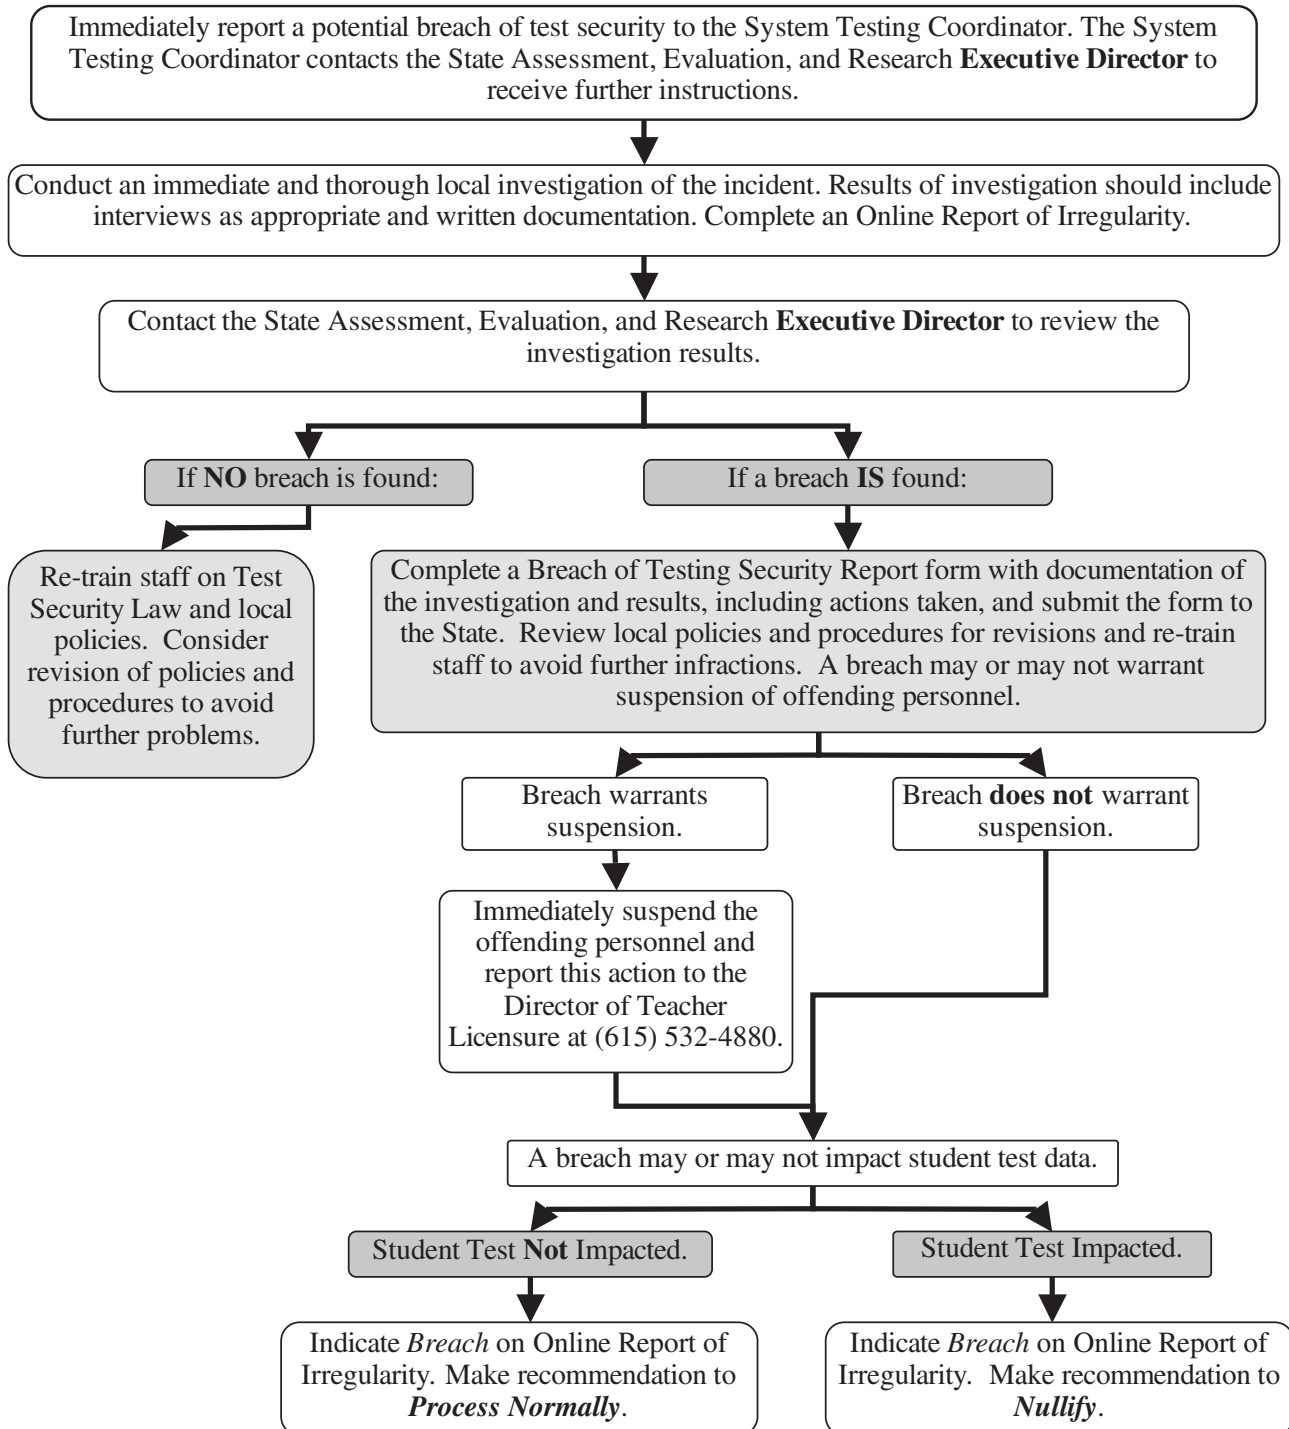 Immediately report a potential breach of test security to the System Testing Coordinator. The System
Testing Coordinator contacts the State Assessment, Evaluation, and Research Executive Director to
receive further instructions.
Conduct an immediate and thorough local investigation of the incident. Results of investigation should include
interviews as appropriate and written documentation. Complete an Online Report of Irregularity.
Contact the State Assessment, Evaluation, and Research Executive Director to review the
investigation results.
If NO breach is found:
If a breach IS found:
Re-train staff on Test
Security Law and local
policies. Consider
revision of policies and
procedures to avoid
further problems.
Complete a Breach of Testing Security Report form with documentation of
the investigation and results, including actions taken, and submit the form to
the State. Review local policies and procedures for revisions and re-train
staff to avoid further infractions. A breach may or may not warrant
suspension of offending personnel.
Breach warrants
suspension.
Breach does not warrant
suspension.
Immediately suspend the
offending personnel and
report this action to the
Director of Teacher
Licensure at (615) 532-4880.
A breach may or may not impact student test data.
Student Test Not Impacted.
Student Test Impacted.
Indicate Breach on Online Report of
Irregularity. Make recommendation to
Process Normally.
Indicate Breach on Online Report of
Irregularity. Make recommendation to
Nullify.